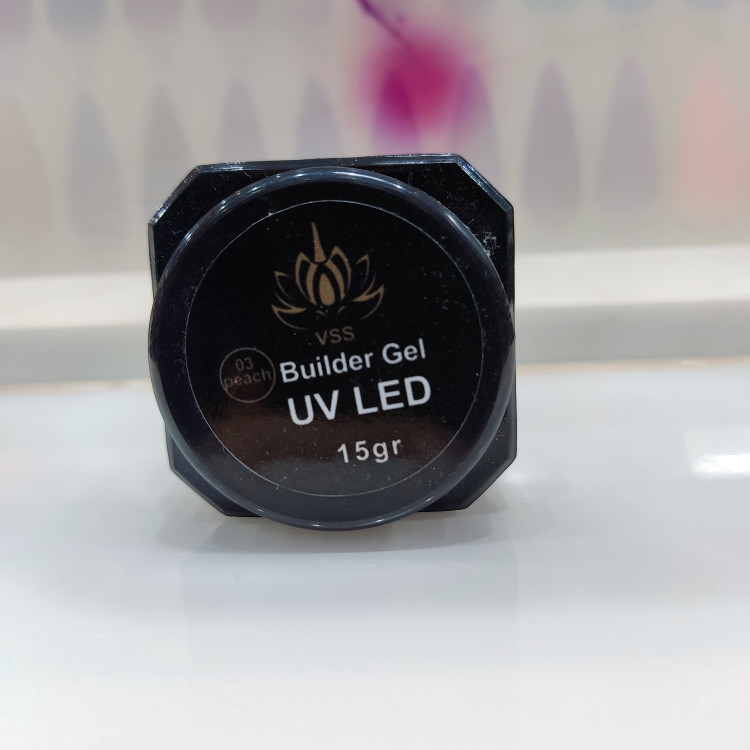 VSS
03
peach
Builder Gel
UV LED
15gr